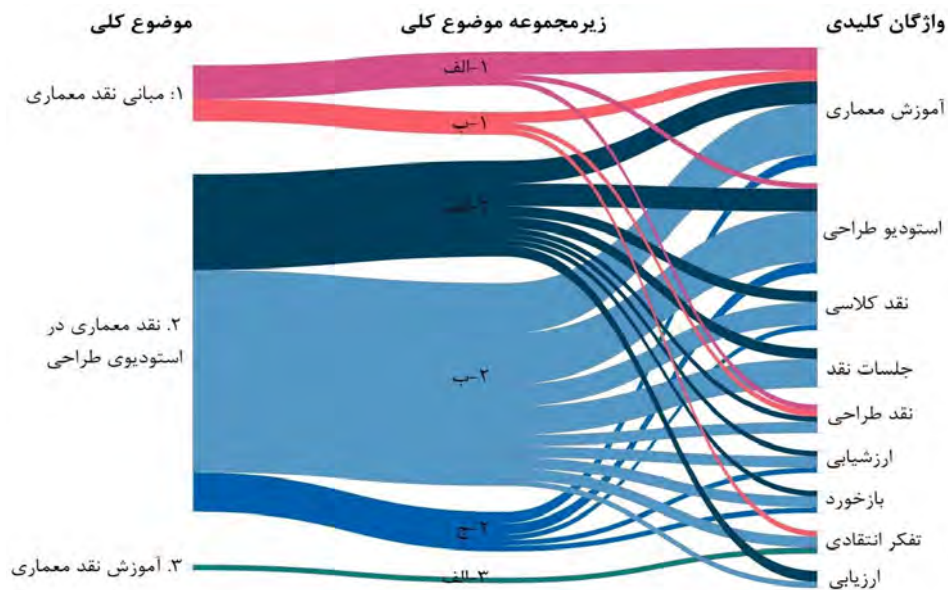 موضوع کلی
زیرمجموعه موضوع کلی
واژگان کلیدی
۱: مبانی نقد معماری
۲. نقد معماری در
استودیوی طراحی
۳. آموزش نقد معماری
۱-الف
۱-ب
۲-الف
۲-ب
۲-ج
۳-الف
آموزش معماری
استودیو طراحی
نقد کلاسی
جلسات نقد
نقد طراحی
ارزشیابی
بازخورد
تفکر انتقادی
ارزیابی